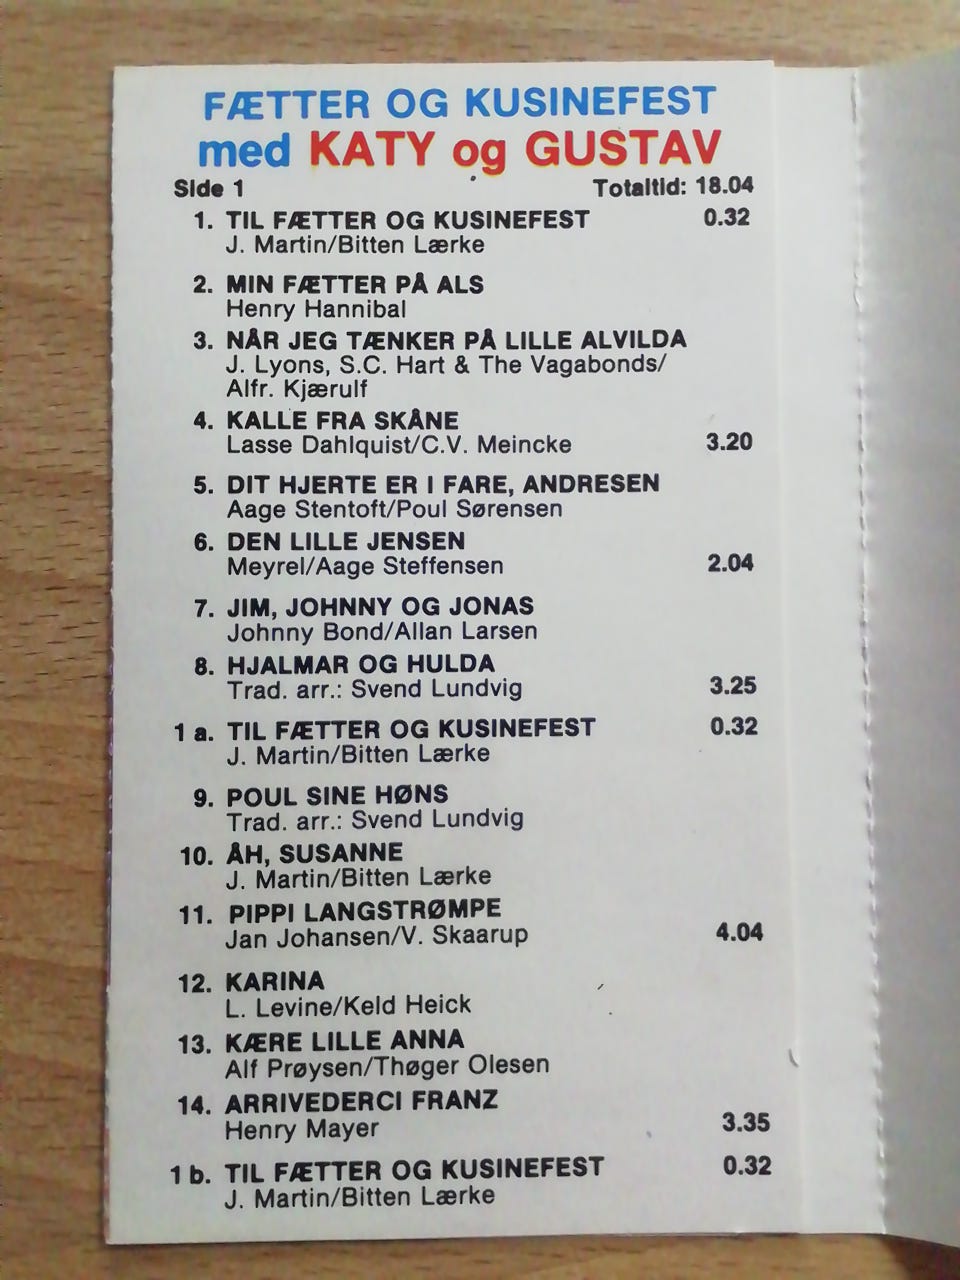 FÆTTER OG KUSINEFEST
med KATY og GUSTAV
Side 1 Totaltid: 18.04
1. TIL FÆTTER OG KUSINEFEST 0.32
J. Martin/Bitten Lærke
2. MIN FÆTTER PÅ ALS
Henry Hannibal
3. NÅR JEG TÆNKER PÅ LILLE ALVILDA
J. Lyons, S.C. Hart & The Vagabonds/
Alfr. Kjærulf
4. KALLE FRA SKÅNE
Lasse Dahlquist/C.V. Meincke 3.20
5. DIT HJERTE ER I FARE, ANDRESEN
Aage Stentoft/Poul Sørensen
6. DEN LILLE JENSEN
Meyrel/Aage Steffensen 2.04
7. JIM, JOHNNY OG JONAS
Johnny Bond/Allan Larsen
8. HJALMAR OG HULDA
Trad. arr.: Svend Lundvig 3.25
1 a. TIL FÆTTER OG KUSINEFEST 0.32
J. Martin/Bitten Lærke
9. POUL SINE HØNS
Trad. arr.: Svend Lundvig
10. ÅH, SUSANNE
J. Martin/Bitten Lærke
11. PIPPI LANGSTRØMPE
Jan Johansen/V. Skaarup 4.04
12. KARINA
L. Levine/Keld Heick
13. KÆRE LILLE ANNA
Alf Prøysen/Thøger Olesen
14. ARRIVEDERCI FRANZ
Henry Mayer 3.35
1 b. TIL FÆTTER OG KUSINEFEST 0.32
J. Martin/Bitten Lærke